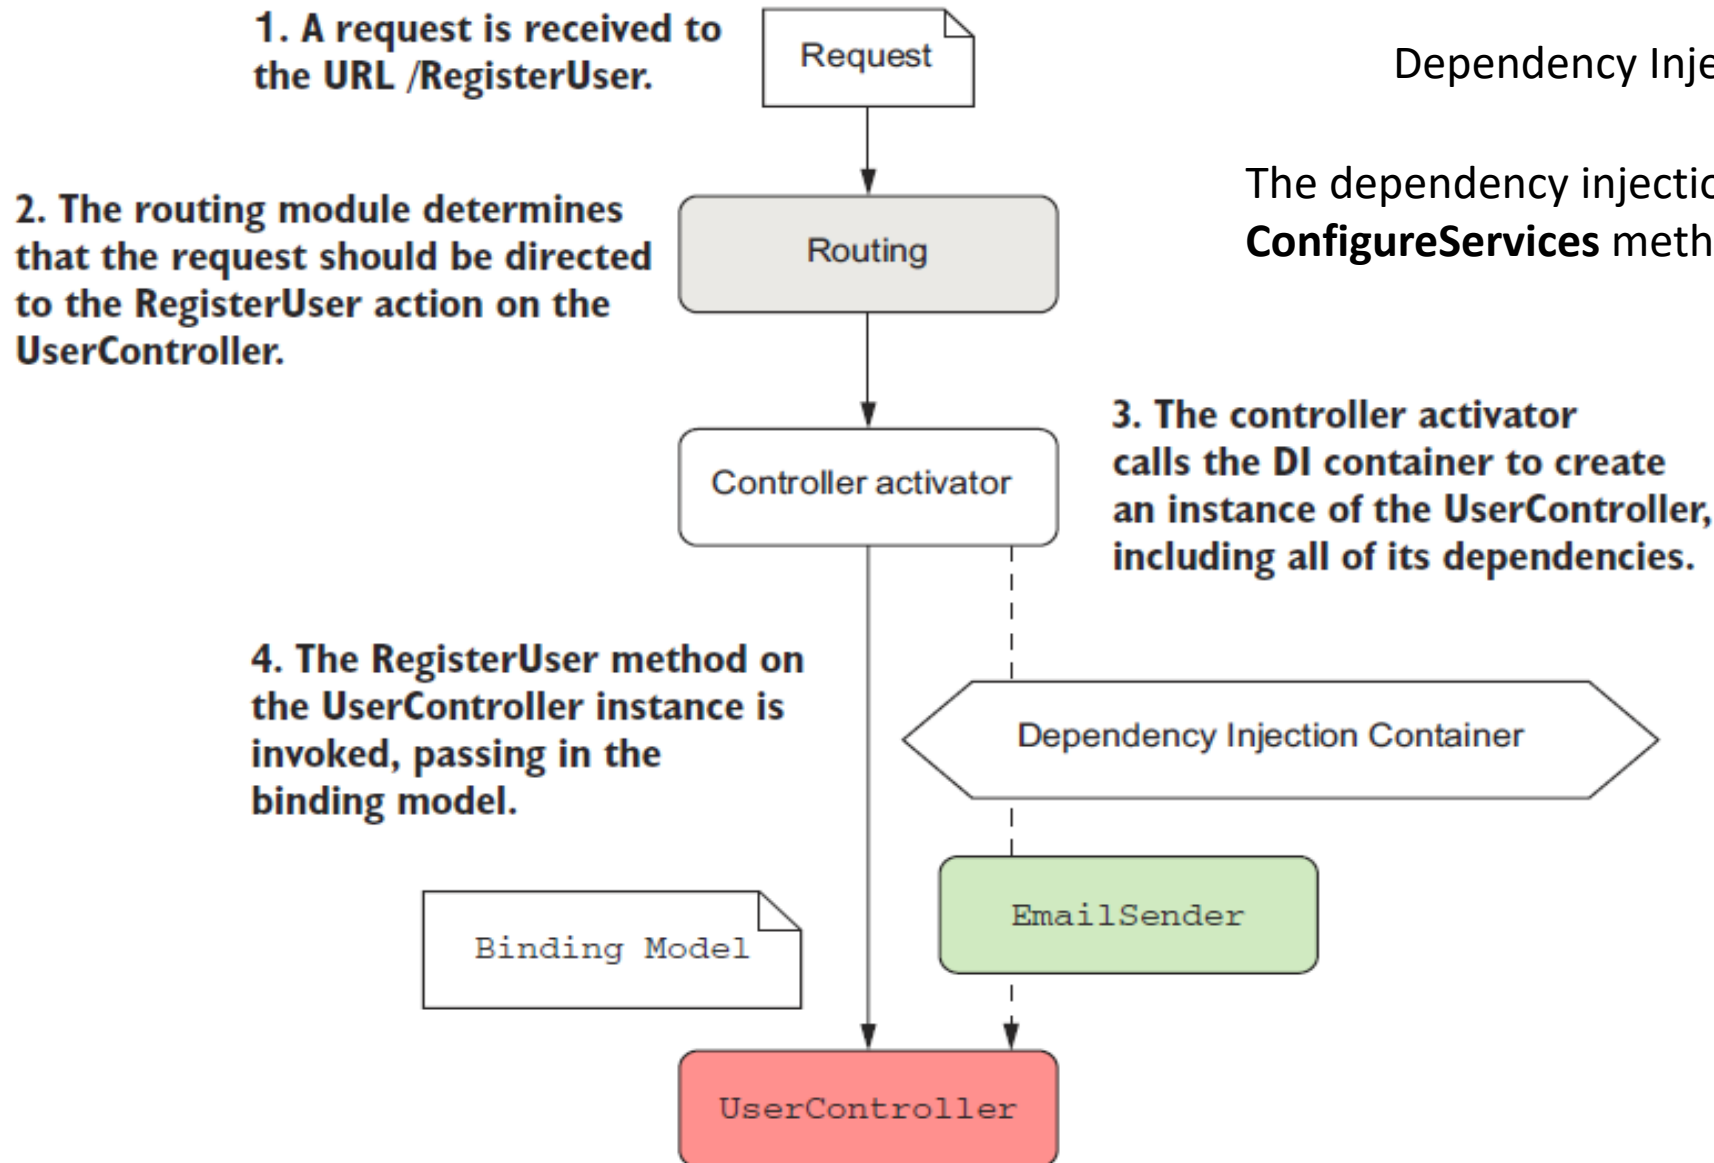 1. A request is received to
the URL /RegisterUser.
Request
Dependency
The dependency
ConfigureServices
2. The routing module determines
that the request should be directed
to the RegisterUser action on the
UserController.
Routing
3. The controller activator
calls the DI container to create
an instance of the UserController,
including all of its dependencies.
Controller activator
4. The RegisterUser method on
the UserController instance is
invoked, passing in the
binding model.
Dependency Injection Container
EmailSender
Binding Model
UserController